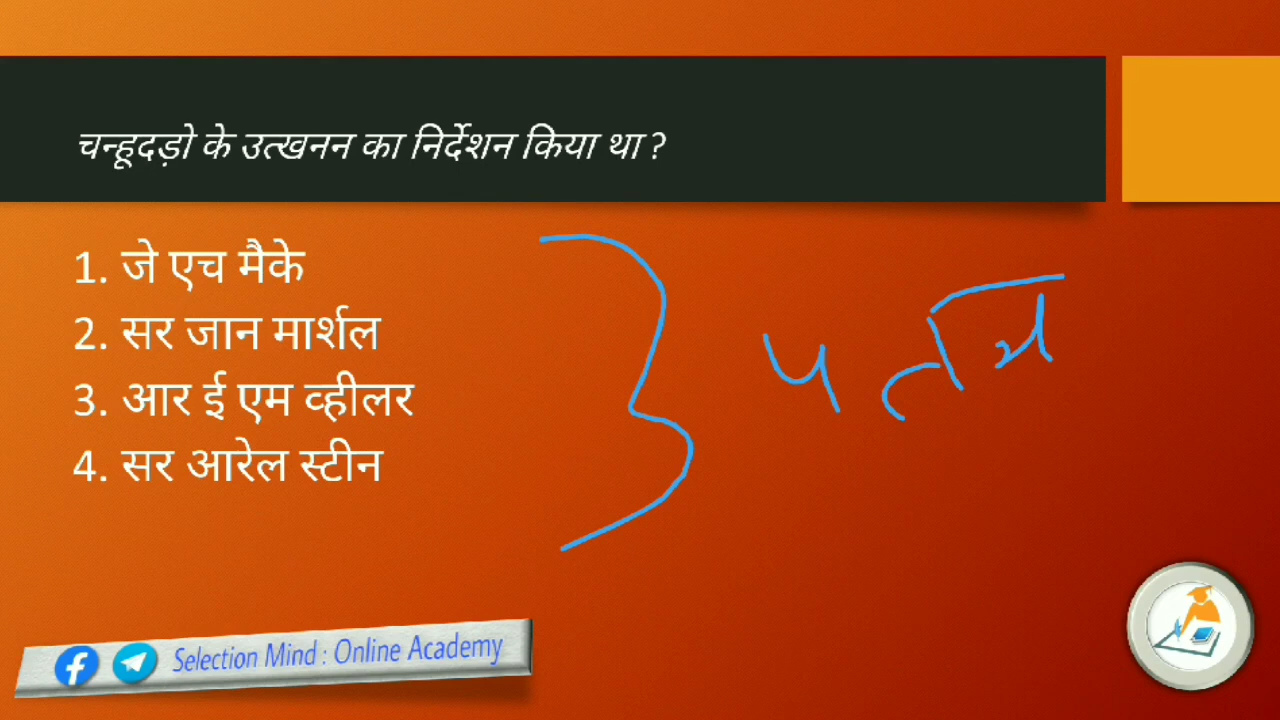 चन्हूदड़ो के उत्खनन का निर्देशन किया था ?
1. जे एच मैके
2. सर जान मार्शल
3. आर ई एम व्हीलर
4. सर आरेल स्टीन
Selection Mind : Online Academy